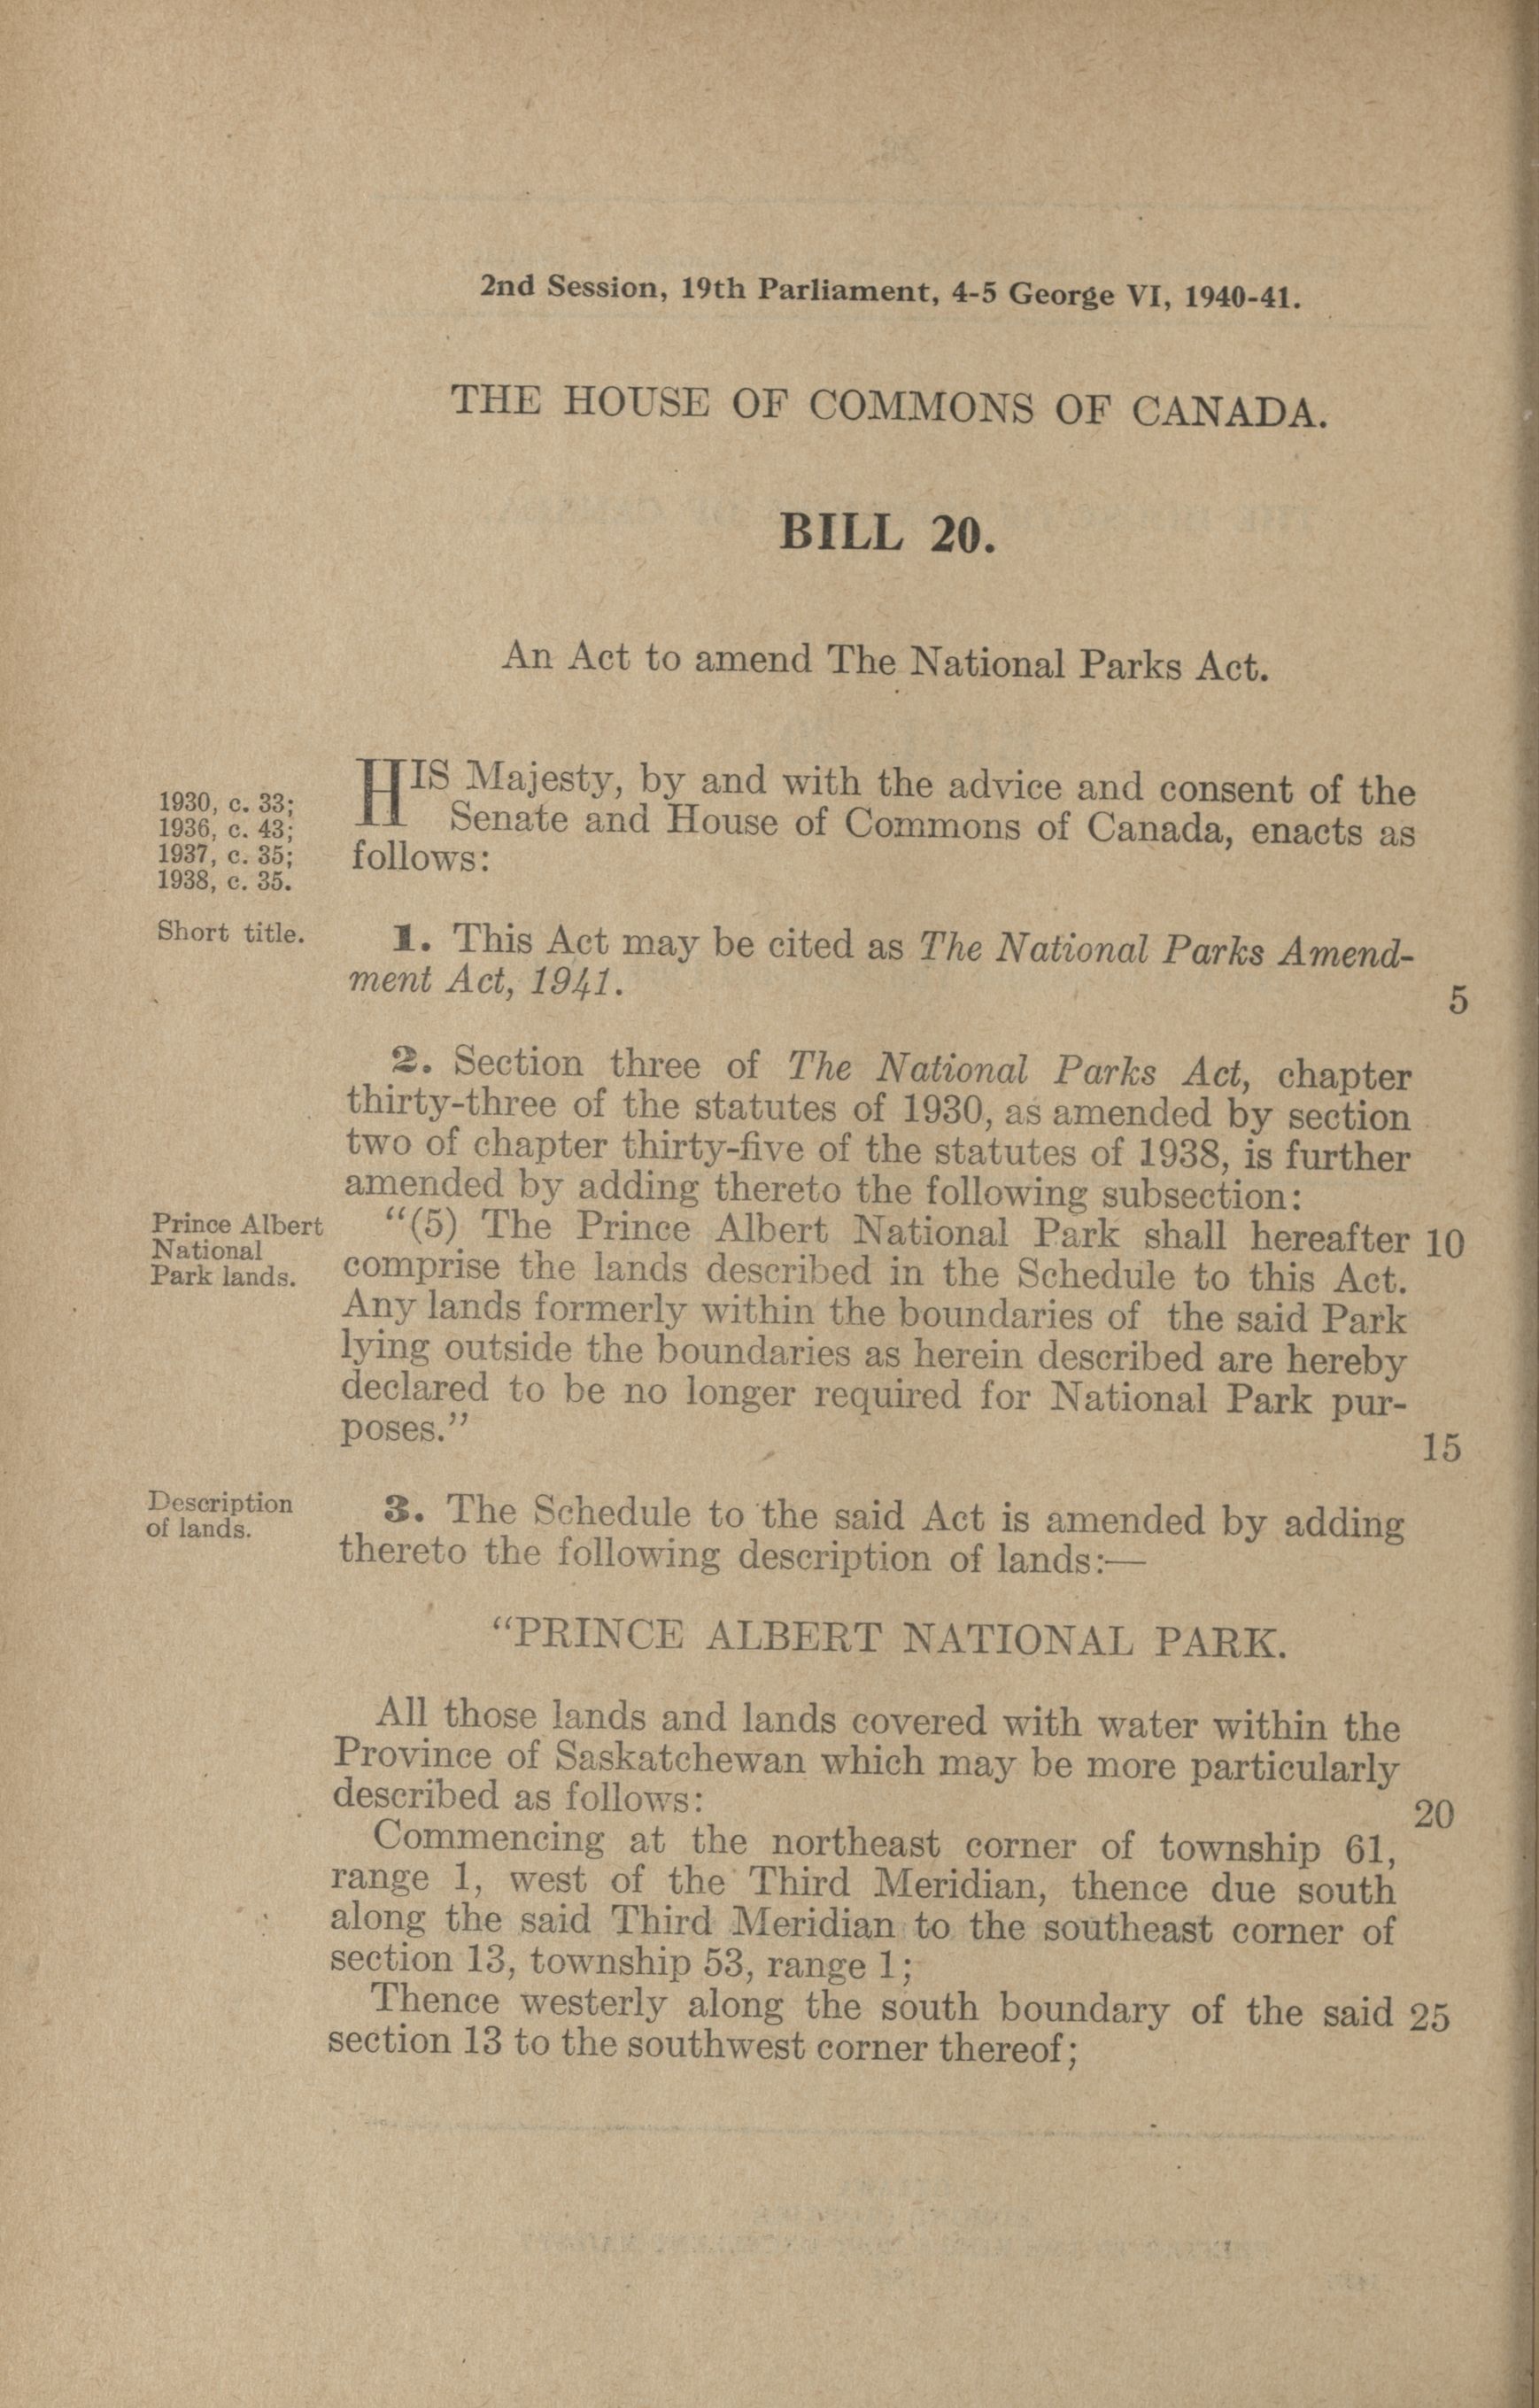 2nd Session, 19th Parliament, 4-5 George VI, 1940-41.
THE HOUSE OF COMMONS OF CANADA.
BILL 20.
An Act to amend The National Parks Act.
1930, c. 33;
1936, c. 43;
1937, c. 35;
1938, c. 35.
HIS Majesty, by and with the advice and consent of the
Senate and House of Commons of Canada, enacts as
follows:
Short title.
1. This Act may be cited as The National Parks Amend-
ment Act, 1941.
5
2. Section three of The National Parks Act, chapter
thirty-three of the statutes of 1930, as amended by section
two of chapter thirty-five of the statutes of 1938, is further
amended by adding thereto the following subsection:
Prince Albert
National
Park lands.
"(5) The Prince Albert National Park shall hereafter 10
comprise the lands described in the Schedule to this Act.
Any lands formerly within the boundaries of the said Park
lying outside the boundaries as herein described are hereby
declared to be no longer required for National Park pur-
poses."
15
Description
of lands.
3. The Schedule to the said Act is amended by adding
thereto the following description of lands:—
"PRINCE ALBERT NATIONAL PARK.
All those lands and lands covered with water within the
Province of Saskatchewan which may be more particularly
described as follows:
20
Commencing at the northeast corner of township 61,
range 1, west of the Third Meridian, thence due south
along the said Third Meridian to the southeast corner of
section 13, township 53, range 1;
Thence westerly along the south boundary of the said 25
section 13 to the southwest corner thereof;